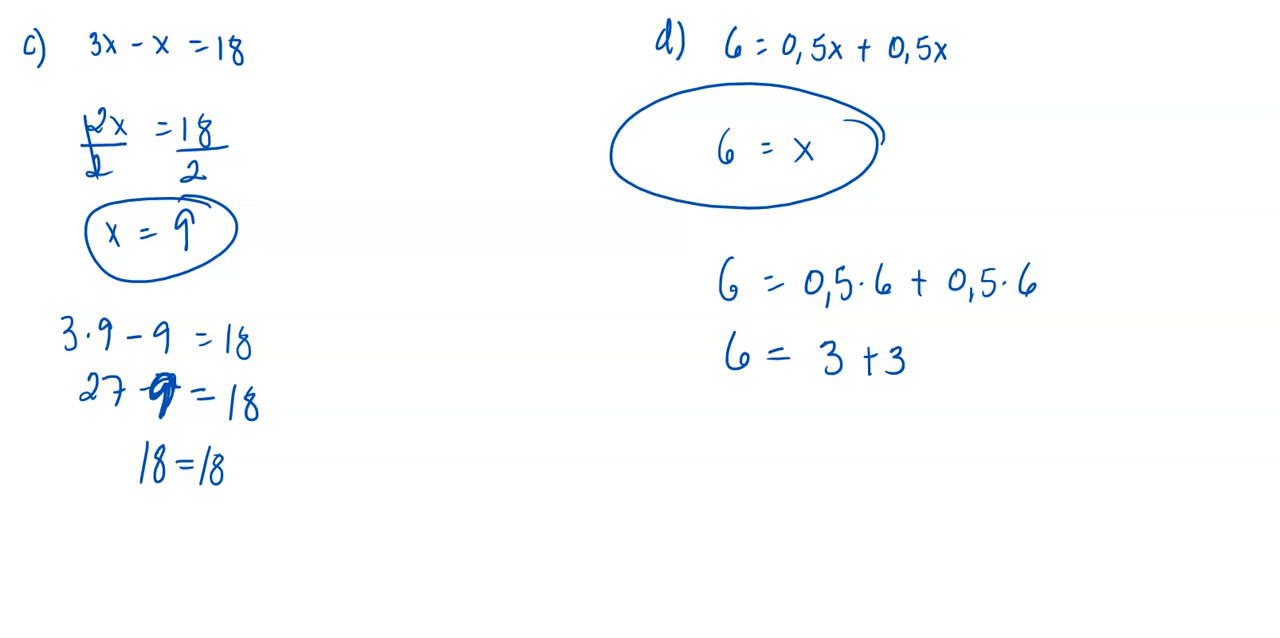 c) 3x - x = 18
2x/2 = 18/2
x = 9
3·9 - 9 = 18
27 - 9 = 18
18 = 18
d) 6 = 0,5x + 0,5x
6 = x
6 = 0,5·6 + 0,5·6
6 = 3 + 3